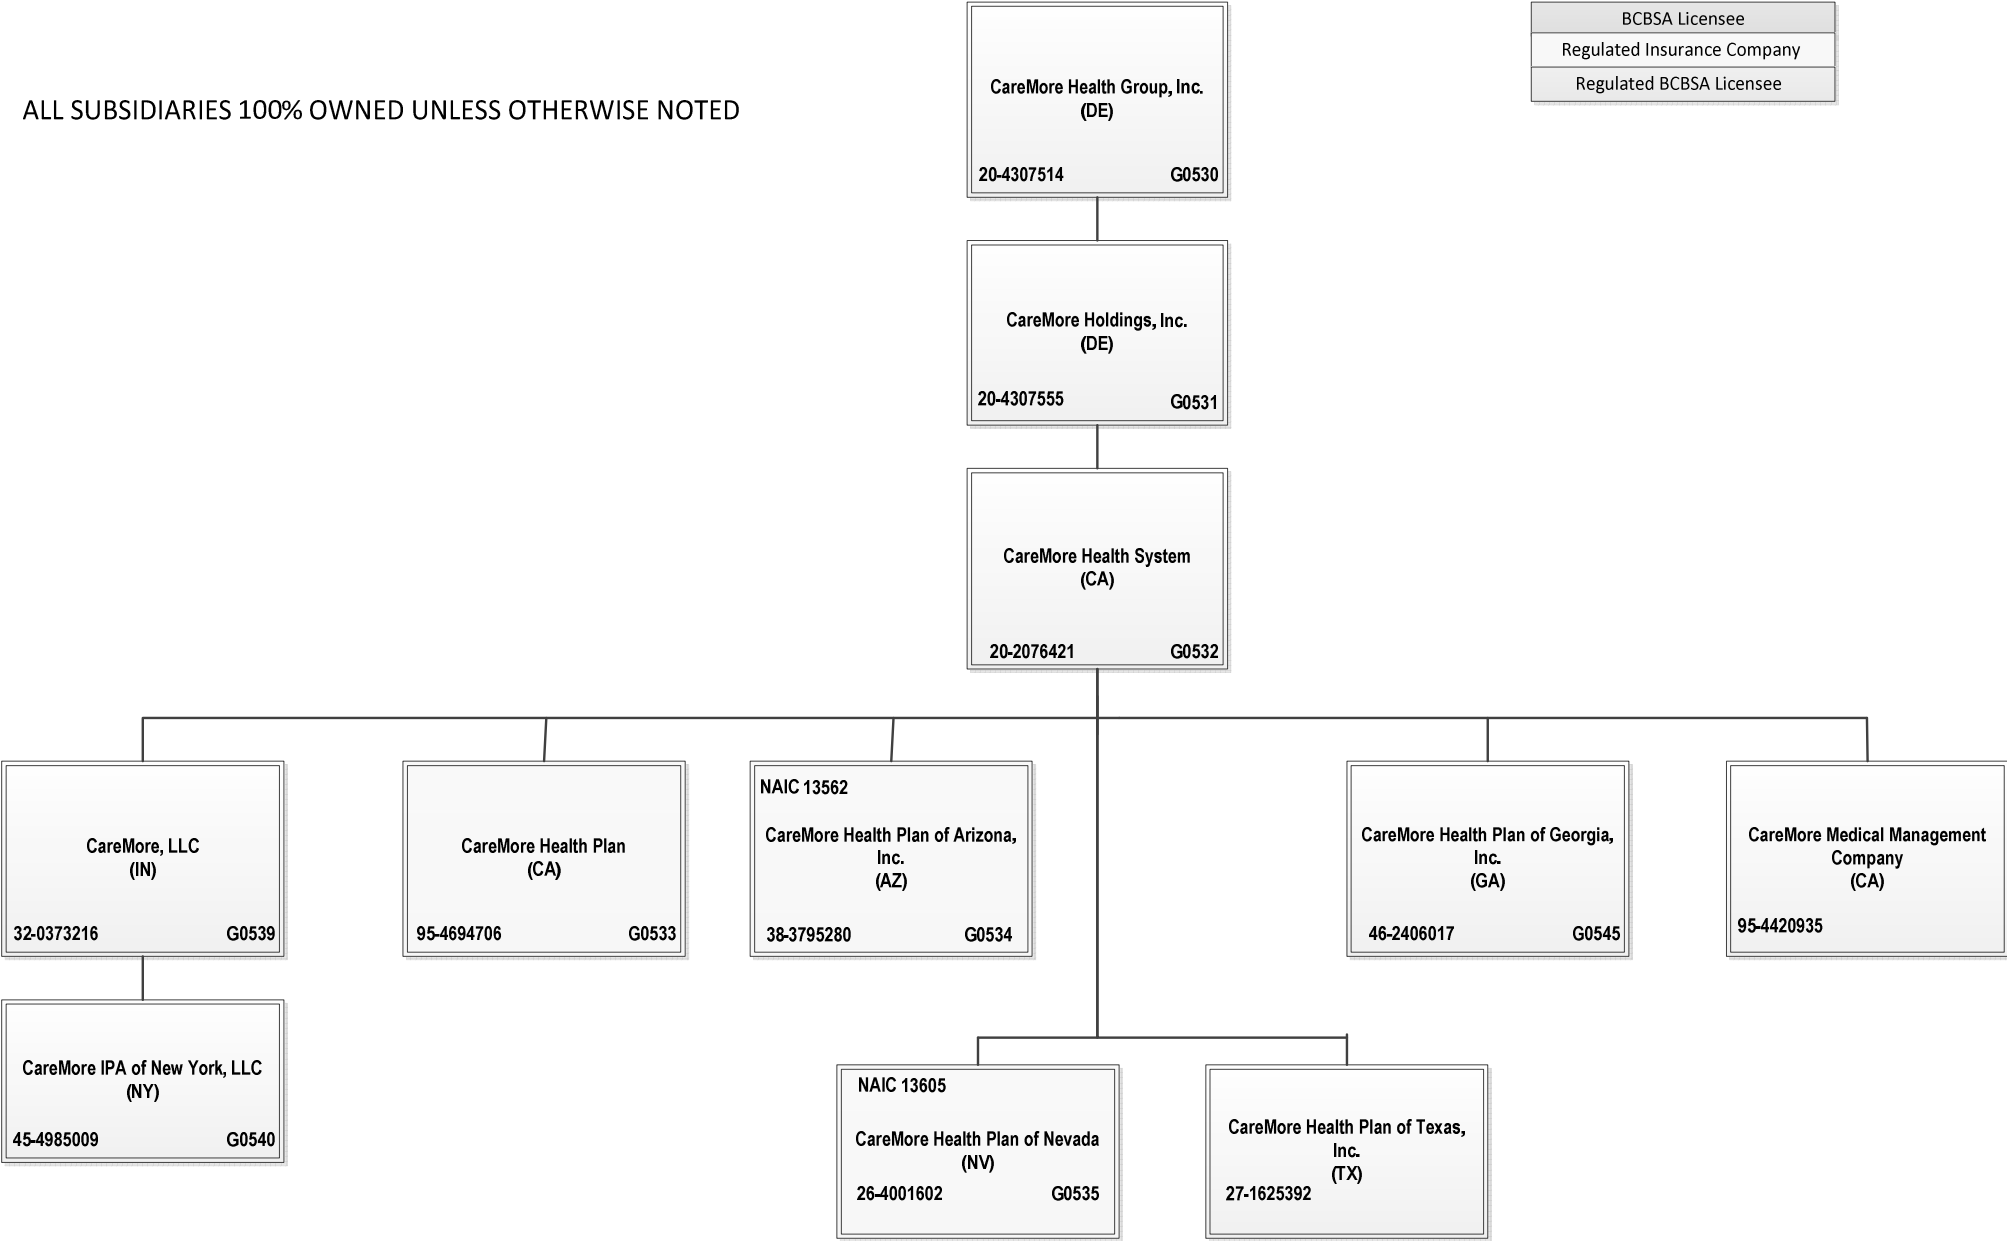 BCBSA Licensee
Regulated Insurance Company
Regulated BCBSA Licensee
ALL SUBSIDIARIES 100% OWNED UNLESS OTHERWISE NOTED
CareMore Health Group, Inc.
(DE)
20-4307514 G0530
CareMore Holdings, Inc.
(DE)
20-4307555 G0531
CareMore Health System
(CA)
20-2076421 G0532
CareMore, LLC
(IN)
32-0373216 G0539
CareMore Health Plan
(CA)
95-4694706 G0533
NAIC 13562
CareMore Health Plan of Arizona,
Inc.
(AZ)
38-3795280 G0534
CareMore Health Plan of Georgia,
Inc.
(GA)
46-2406017 G0545
CareMore Medical Management
Company
(CA)
95-4420935
CareMore IPA of New York, LLC
(NY)
45-4985009 G0540
NAIC 13605
CareMore Health Plan of Nevada
(NV)
26-4001602 G0535
CareMore Health Plan of Texas,
Inc.
(TX)
27-1625392